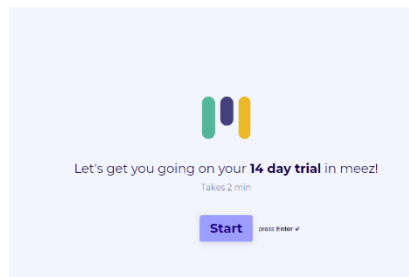 Let's get you going on your 14 day trial in meez!
Takes 2 min
Start press Enter ↵